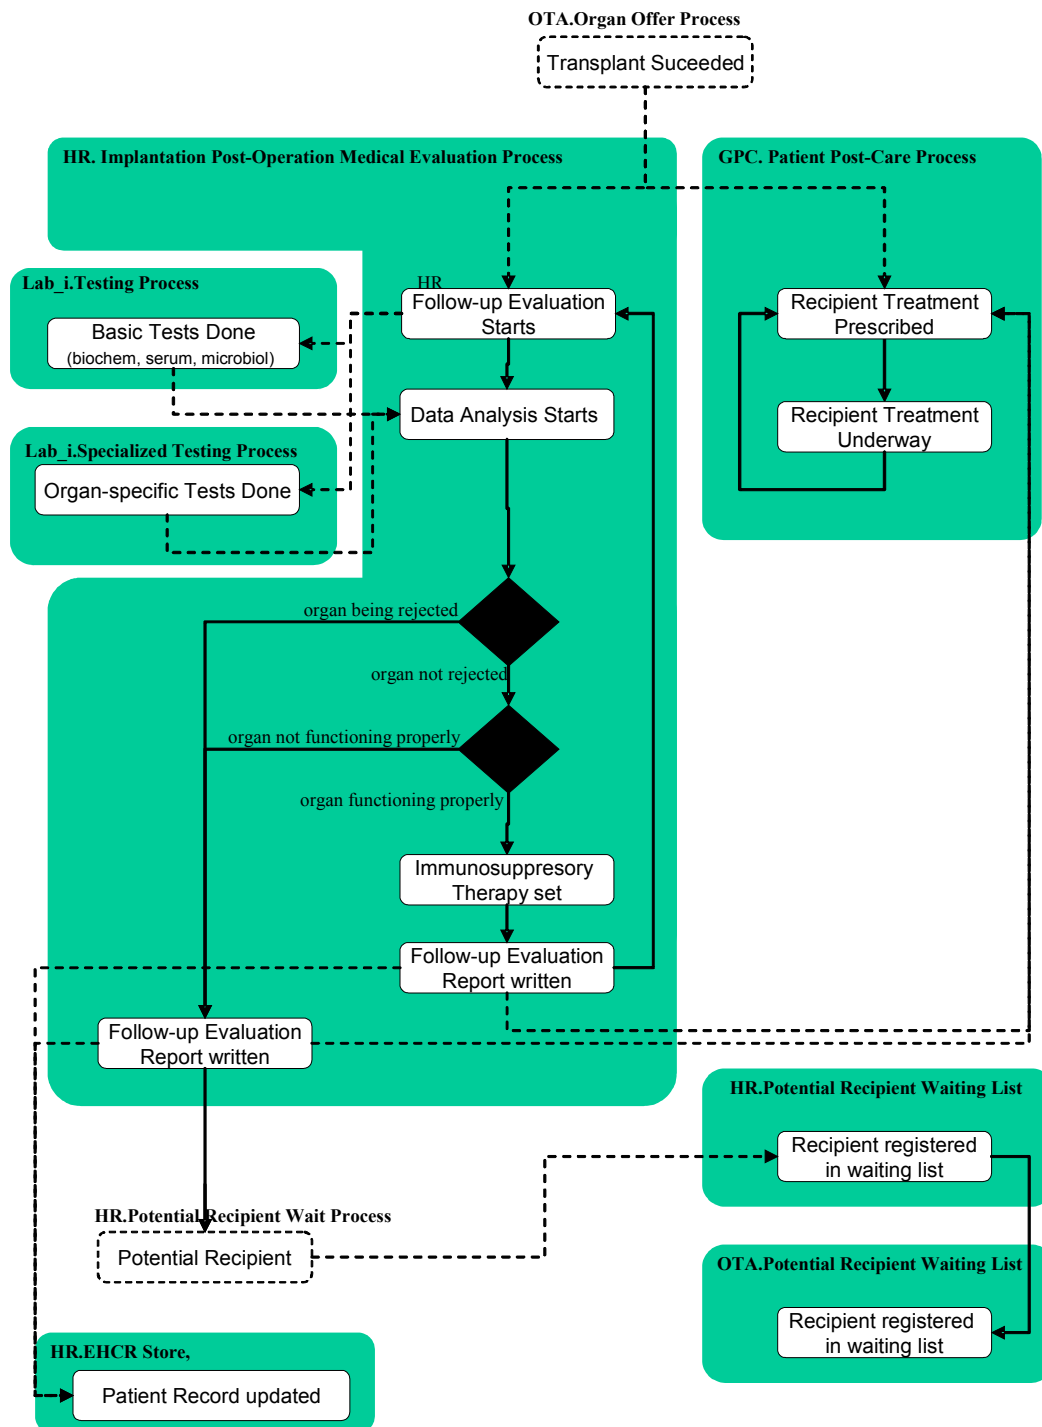 OTA.Organ Offer Process
Transplant Suceeded
HR. Implantation Post-Operation Medical Evaluation Process
GPC. Patient Post-Care Process
Lab_i.Testing Process
HR
Follow-up Evaluation
Starts
Recipient Treatment
Prescribed
Basic Tests Done
(biochem, serum, microbiol)
Data Analysis Starts
Recipient Treatment
Underway
Lab_i.Specialized Testing Process
Organ-specific Tests Done
organ being rejected
organ not rejected
organ not functioning properly
organ functioning properly
Immunosuppresory
Therapy set
Follow-up Evaluation
Report written
Follow-up Evaluation
Report written
HR.Potential Recipient Waiting List
Recipient registered
in waiting list
HR.Potential Recipient Wait Process
Potential Recipient
OTA.Potential Recipient Waiting List
Recipient registered
in waiting list
HR.EHCR Store,
Patient Record updated